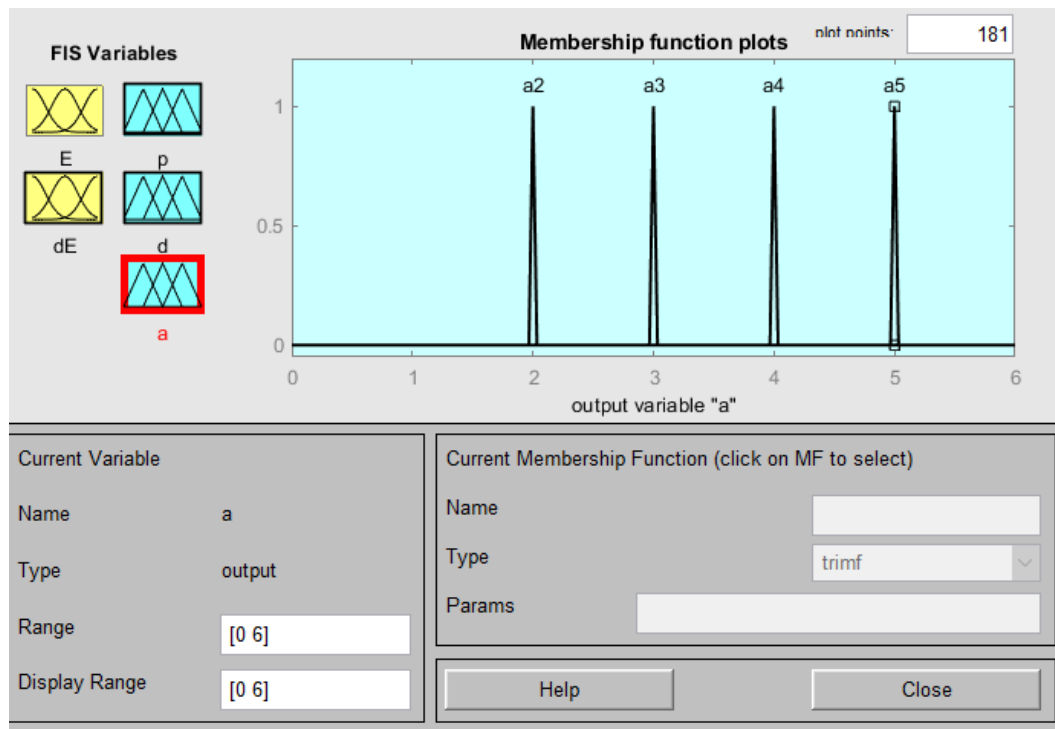 FIS Variables
Membership function plots
plot points:
181
E
p
dE
d
a
a2
a3
a4
a5
1
0.5
0
0
1
2
3
4
5
6
output variable "a"
Current Variable
Name
a
Type
output
Range
[0 6]
Display Range
[0 6]
Current Membership Function (click on MF to select)
Name
Type
trimf
Params
Help
Close